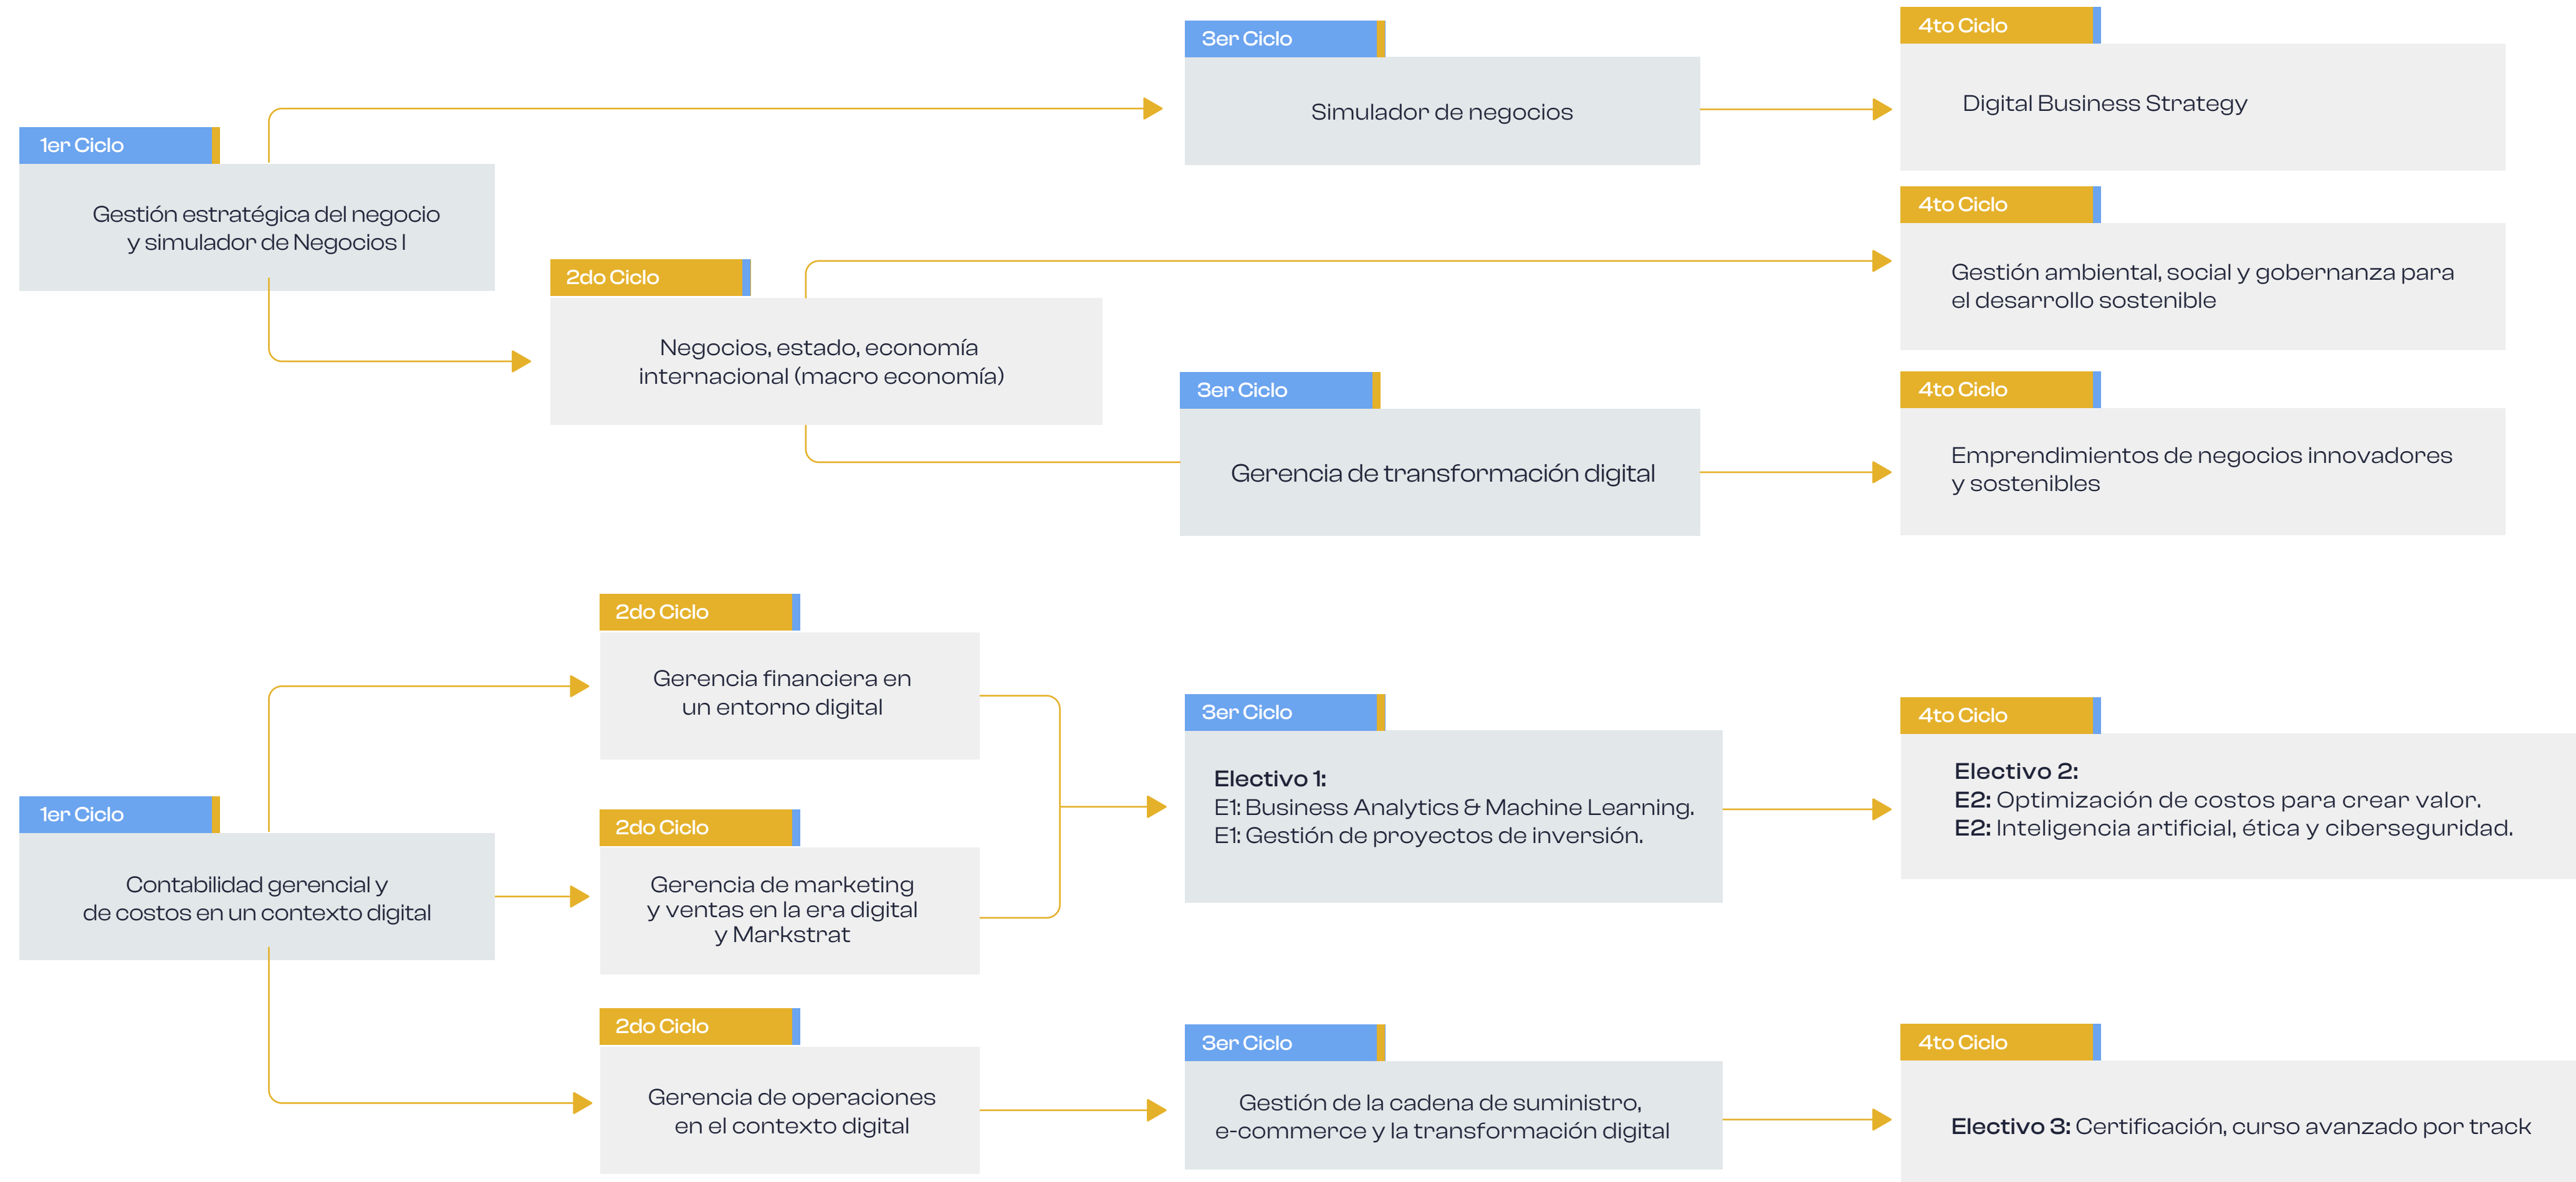 1er Ciclo
Gestión estratégica del negocio
y simulador de Negocios I
3er Ciclo
Simulador de negocios
4to Ciclo
Digital Business Strategy
2do Ciclo
Negocios, estado, economía
internacional (macro economía)
4to Ciclo
Gestión ambiental, social y gobernanza para
el desarrollo sostenible
3er Ciclo
Gerencia de transformación digital
4to Ciclo
Emprendimientos de negocios innovadores
y sostenibles
1er Ciclo
Contabilidad gerencial y
de costos en un contexto digital
2do Ciclo
Gerencia financiera en
un entorno digital
2do Ciclo
Gerencia de marketing
y ventas en la era digital
y Markstrat
3er Ciclo
Electivo 1:
E1: Business Analytics & Machine Learning.
E1: Gestión de proyectos de inversión.
4to Ciclo
Electivo 2:
E2: Optimización de costos para crear valor.
E2: Inteligencia artificial, ética y ciberseguridad.
2do Ciclo
Gerencia de operaciones
en el contexto digital
3er Ciclo
Gestión de la cadena de suministro,
e-commerce y la transformación digital
4to Ciclo
Electivo 3: Certificación, curso avanzado por track